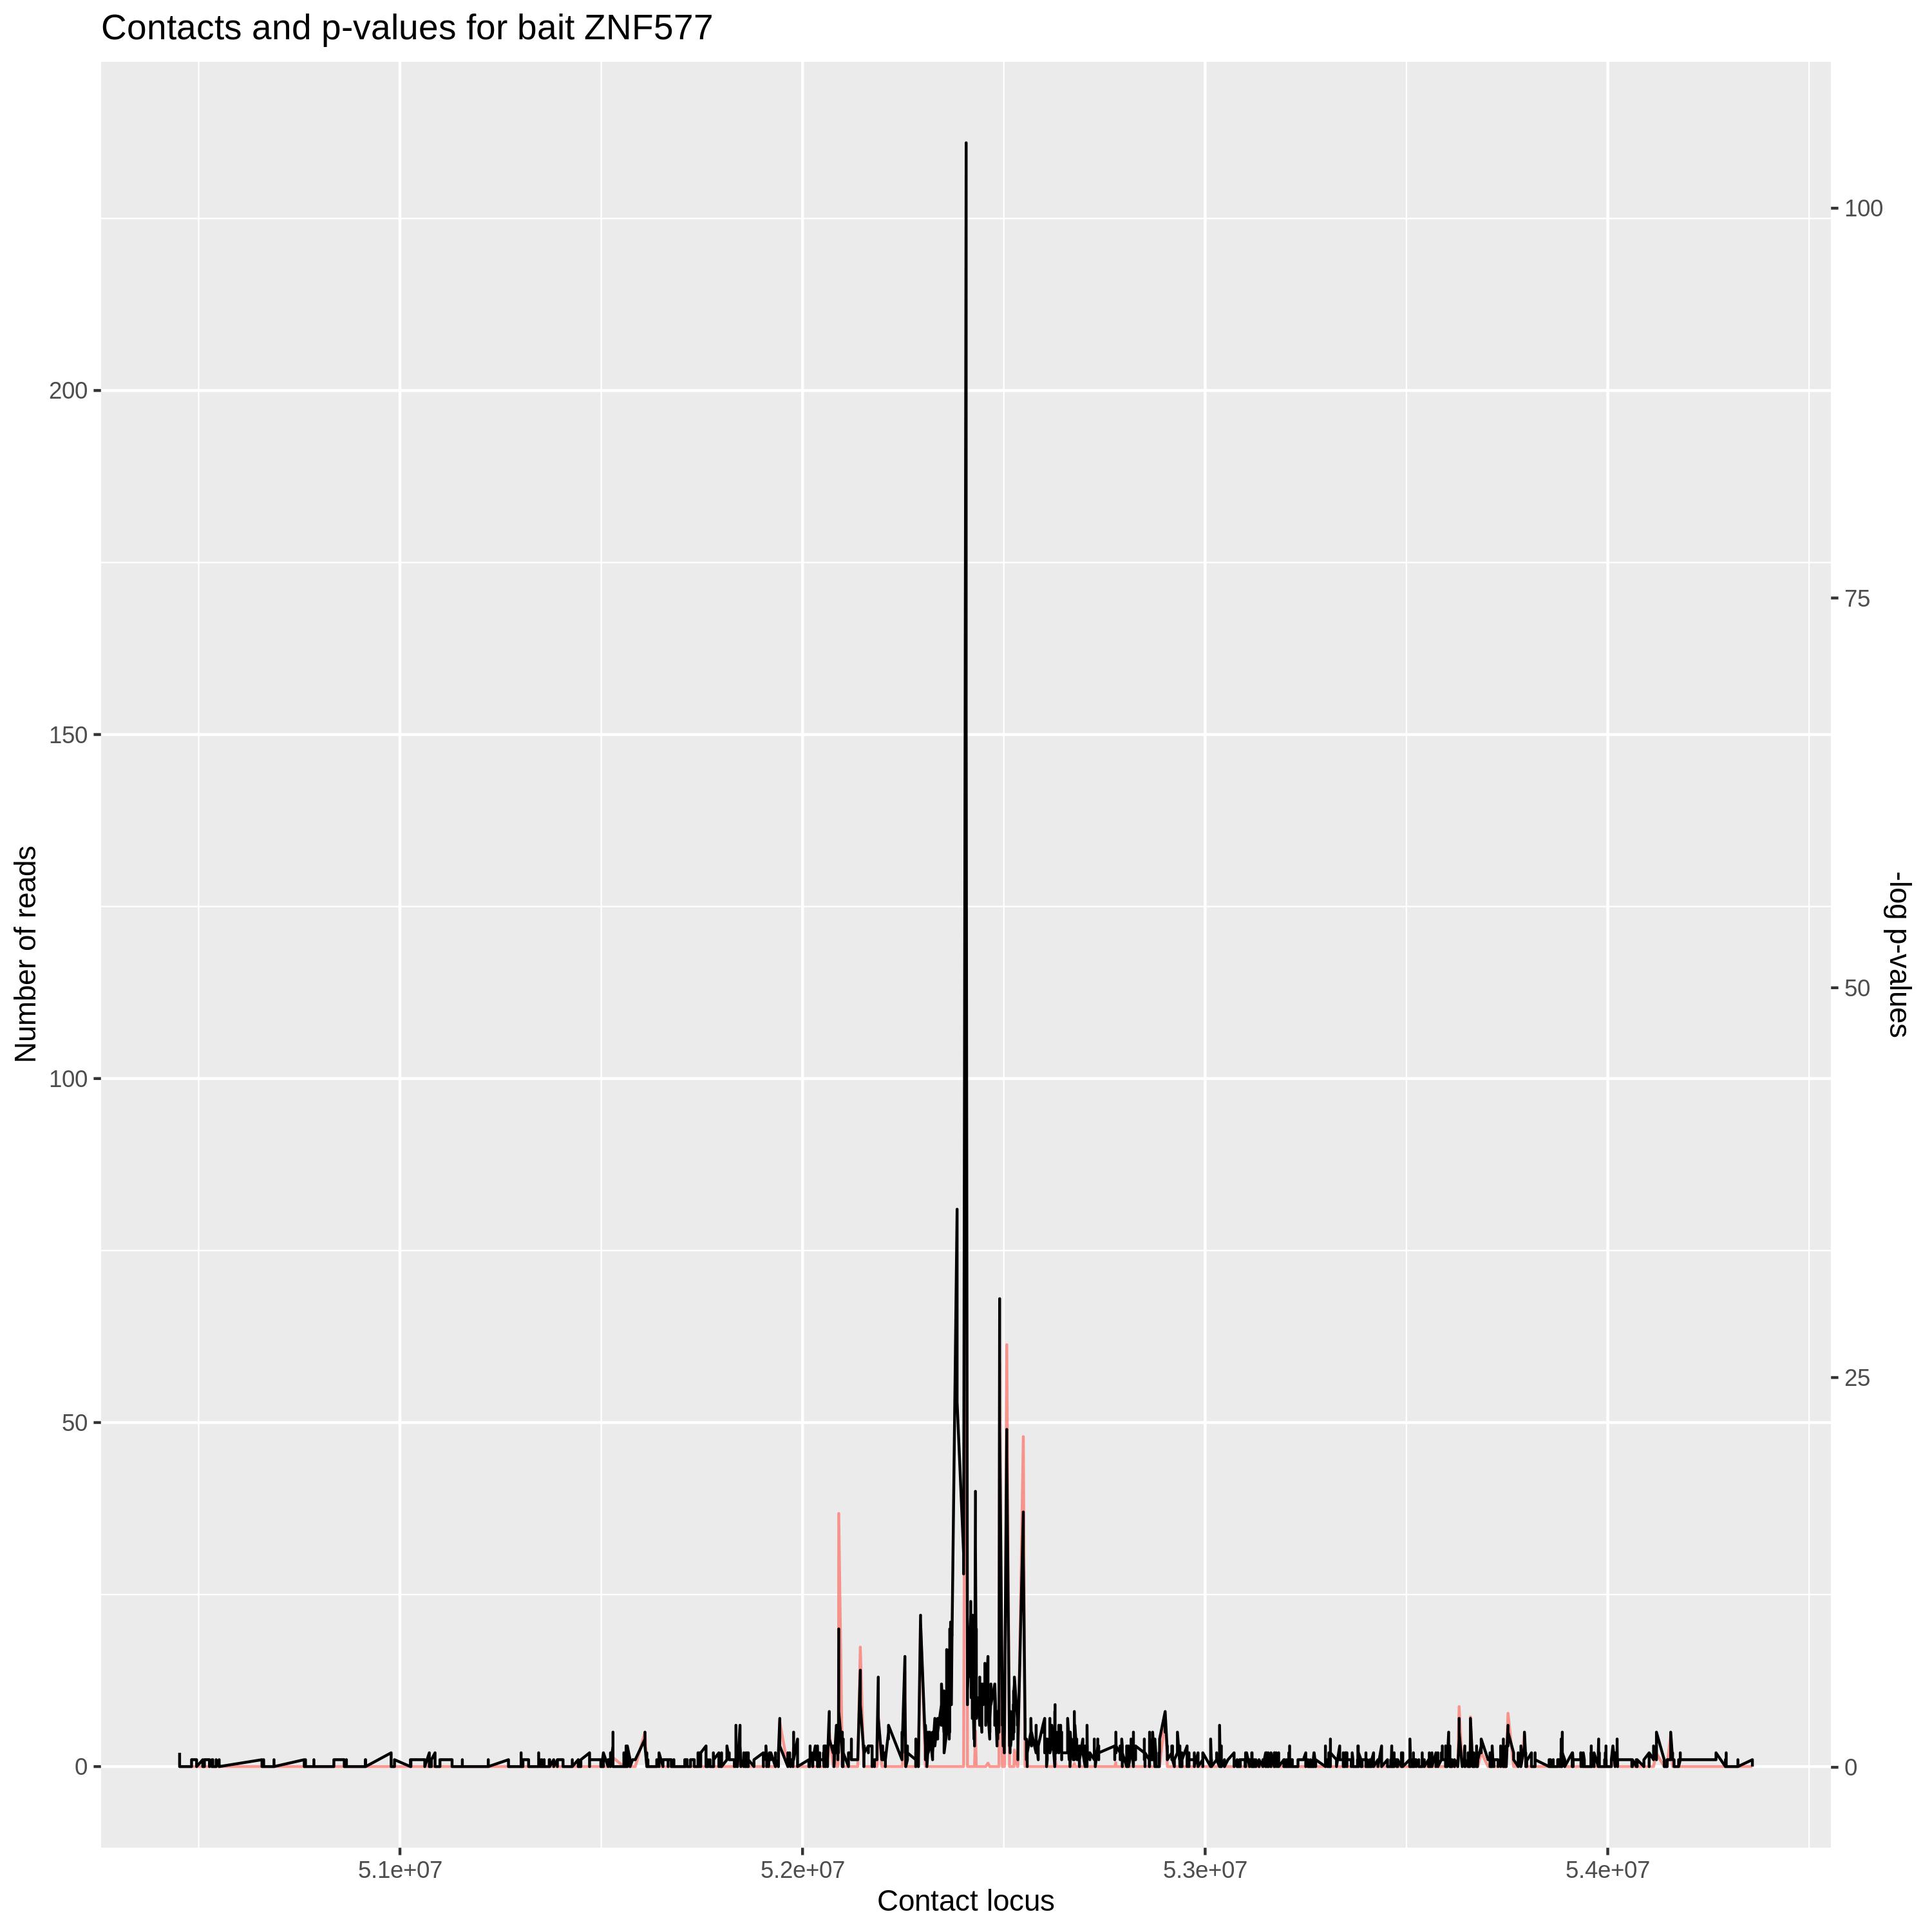 Contacts and p-values for bait ZNF577
Number of reads
200
150
100
50
0
-log p-values
100
75
50
25
0
5.1e+07
5.2e+07
5.3e+07
5.4e+07
Contact locus